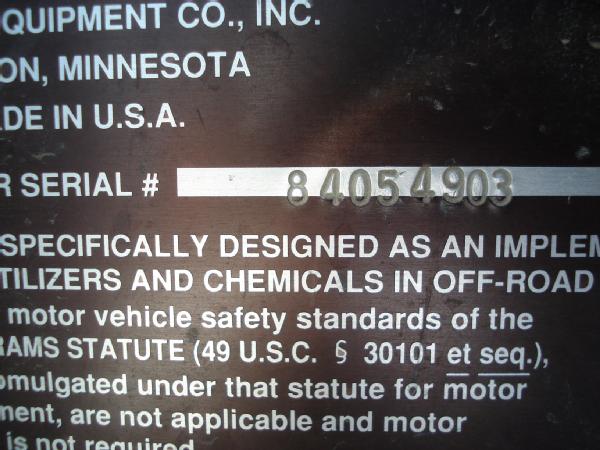 QUIPMENT CO., INC.
ON, MINNESOTA
DE IN U.S.A.
R SERIAL # 84054903
SPECIFICALLY DESIGNED AS AN IMPLEM
TILIZERS AND CHEMICALS IN OFF-ROAD
motor vehicle safety standards of the
RAMS STATUTE (49 U.S.C. § 30101 et seq.),
omulgated under that statute for motor
ment, are not applicable and motor
is not required